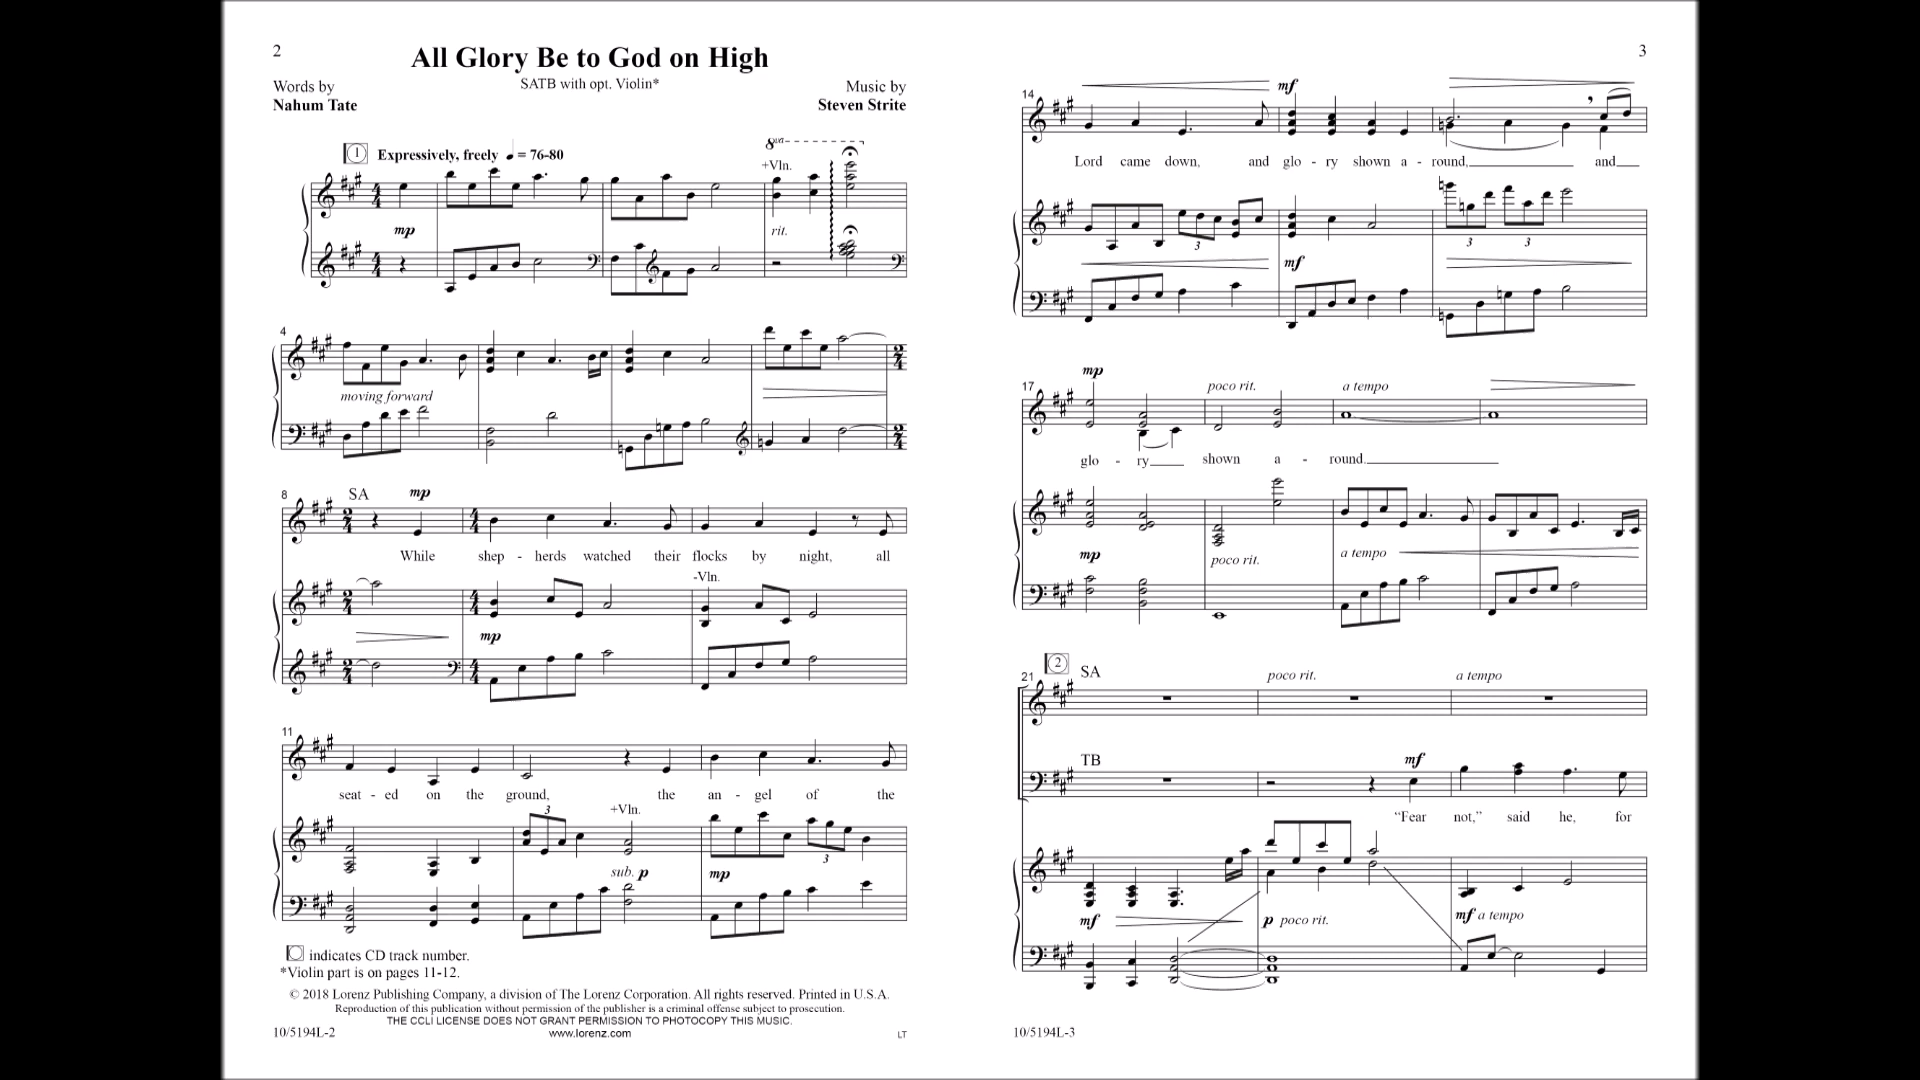 2
All Glory Be to God on High
SATB with opt. Violin*
Words by
Nahum Tate
Music by
Steven Strite
1
Expressively, freely ♩ = 76-80
8va
+Vln.
mp
rit.
4
moving forward
8
SA
mp
While shep - herds watched their flocks by night, all
-Vln.
mp
11
seat - ed on the ground, the an - gel of the
3
+Vln.
sub. p
mp
3
indicates CD track number.
*Violin part is on pages 11-12.
© 2018 Lorenz Publishing Company, a division of The Lorenz Corporation. All rights reserved. Printed in U.S.A.
Reproduction of this publication without permission of the publisher is a criminal offense subject to prosecution.
THE CCLI LICENSE DOES NOT GRANT PERMISSION TO PHOTOCOPY THIS MUSIC.
www.lorenz.com
10/5194L-2
LT
3
14
mf
Lord came down, and glo - ry shown a - round, and
3
mf
3 3
17
mp
poco rit.
a tempo
glo - ry shown a - round.
mp
poco rit.
a tempo
21
2
SA
poco rit.
a tempo
TB
mf
“Fear not,” said he, for
mf
p poco rit.
mf a tempo
10/5194L-3